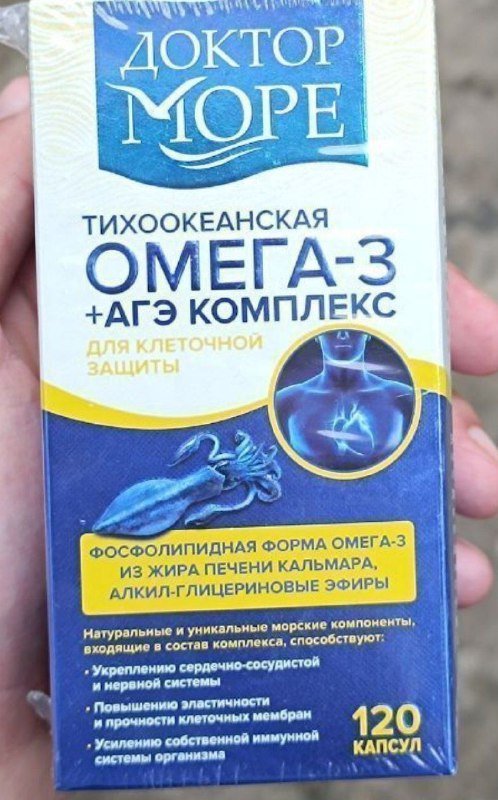 ДОКТОР
МОРЕ
ТИХООКЕАНСКАЯ
ОМЕГА-3
+АГЭ КОМПЛЕКС
ДЛЯ КЛЕТОЧНОЙ
ЗАЩИТЫ
ФОСФОЛИПИДНАЯ ФОРМА ОМЕГА-3
ИЗ ЖИРА ПЕЧЕНИ КАЛЬМАРА,
АЛКИЛ-ГЛИЦЕРИНОВЫЕ ЭФИРЫ
Натуральные и уникальные морские компоненты,
входящие в состав комплекса, способствуют:
• Укреплению сердечно-сосудистой
и нервной системы
• Повышению эластичности
и прочности клеточных мембран
• Усилению собственной иммунной
системы организма
120
КАПСУЛ